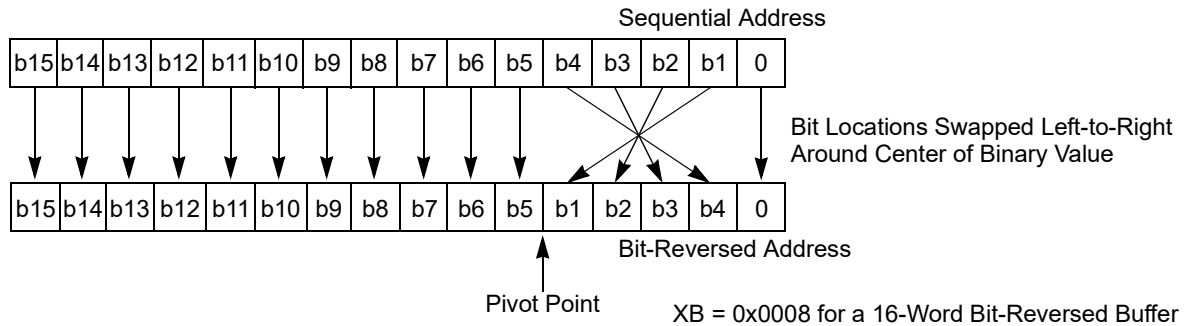 Sequential Address
b15 b14 b13 b12 b11 b10 b9 b8 b7 b6 b5 b4 b3 b2 b1 0
Bit Locations Swapped Left-to-Right
Around Center of Binary Value
b15 b14 b13 b12 b11 b10 b9 b8 b7 b6 b5 b1 b2 b3 b4 0
Bit-Reversed Address
Pivot Point
XB = 0x0008 for a 16-Word Bit-Reversed Buffer